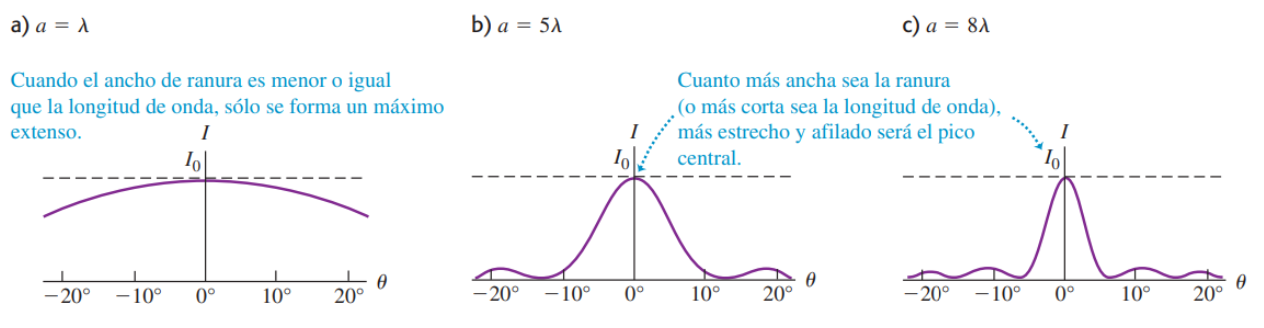 a) a = λ
b) a = 5λ
c) a = 8λ
Cuando el ancho de ranura es menor o igual
que la longitud de onda, sólo se forma un máximo
extenso.
Cuanto más ancha sea la ranura
(o más corta sea la longitud de onda),
más estrecho y afilado será el pico
central.
I
I₀
−20° −10° 0° 10° 20° θ
I
I₀
−20° −10° 0° 10° 20° θ
I
I₀
−20° −10° 0° 10° 20° θ